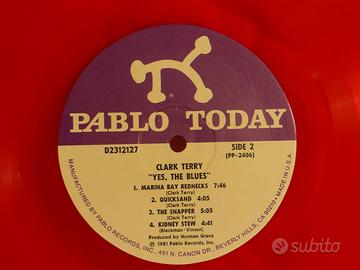 PABLO TODAY
D2312127
SIDE 2
(PP-2406)
CLARK TERRY
"YES, THE BLUES"
1. MARINA BAY REDNECKS 7:46
(Clark Terry)
2. QUICKSAND 4:05
(Clark Terry)
3. THE SNAPPER 5:05
(Clark Terry)
4. KIDNEY STEW 4:41
(Blackman-Vinson)
Produced by Norman Granz
℗ 1981 Pablo Records, Inc.
MANUFACTURED BY PABLO RECORDS, INC., 451 N. CANON DR., BEVERLY HILLS, CA 90210 • MADE IN U.S.A.
subito